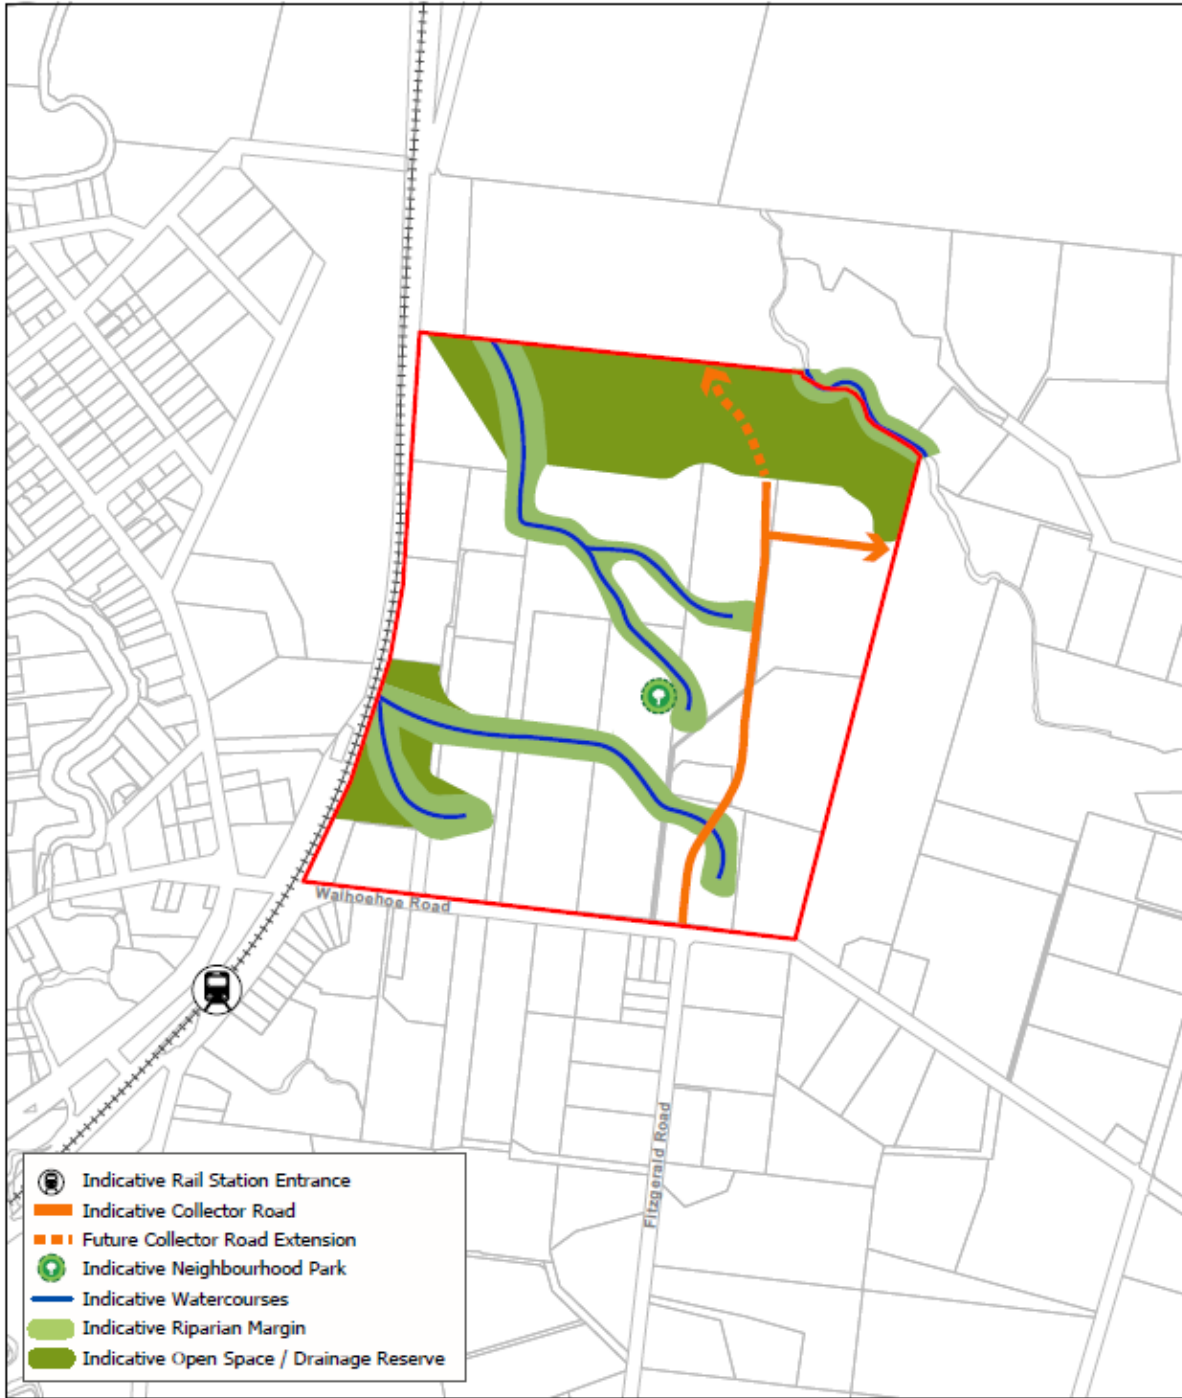 Waihoehoe Road
Fitzgerald Road
Indicative Rail Station Entrance
Indicative Collector Road
Future Collector Road Extension
Indicative Neighbourhood Park
Indicative Watercourses
Indicative Riparian Margin
Indicative Open Space / Drainage Reserve